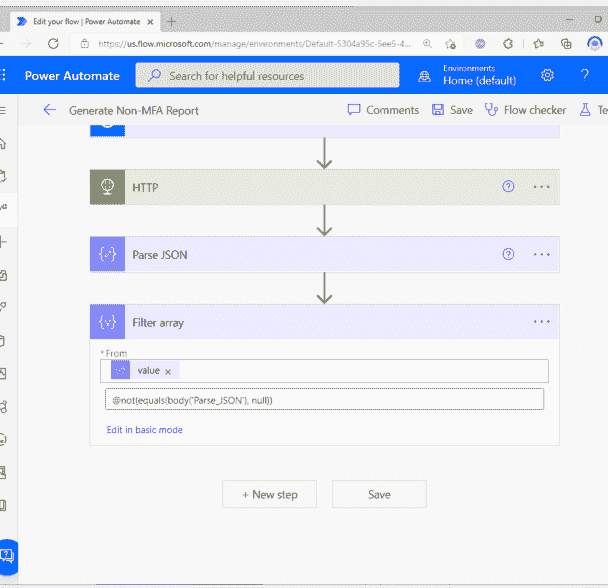 Edit your flow | Power Automate
https://us.flow.microsoft.com/manage/environments/Default-5304a95c-5ee5-4...
Power Automate
Search for helpful resources
Environments
Home (default)
?
Generate Non-MFA Report
Comments
Save
Flow checker
Te
HTTP
Parse JSON
Filter array
* From
value
@not(equals(body('Parse_JSON'), null))
Edit in basic mode
+ New step
Save